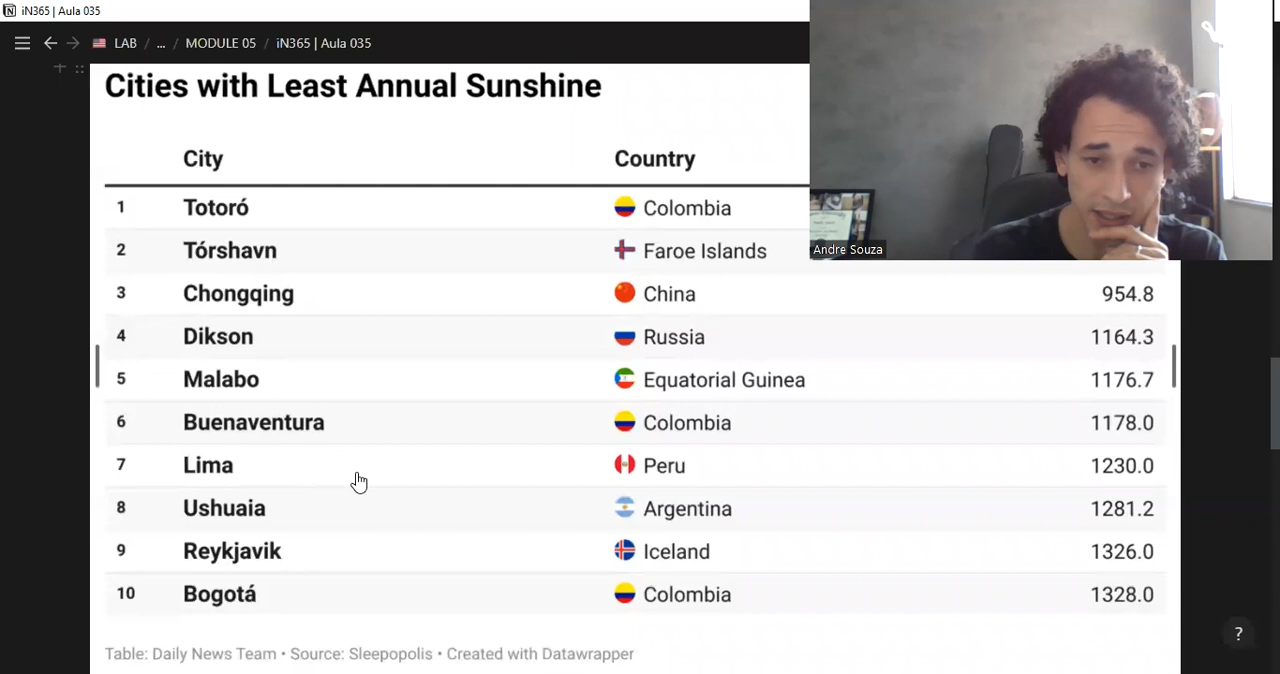 iN365 | Aula 035
LAB / ... / MODULE 05 / iN365 | Aula 035
Cities with Least Annual Sunshine
City Country
1 Totoró Colombia
2 Tórshavn Faroe Islands
Andre Souza
3 Chongqing China 954.8
4 Dikson Russia 1164.3
5 Malabo Equatorial Guinea 1176.7
6 Buenaventura Colombia 1178.0
7 Lima Peru 1230.0
8 Ushuaia Argentina 1281.2
9 Reykjavik Iceland 1326.0
10 Bogotá Colombia 1328.0
?
Table: Daily News Team • Source: Sleepopolis • Created with Datawrapper